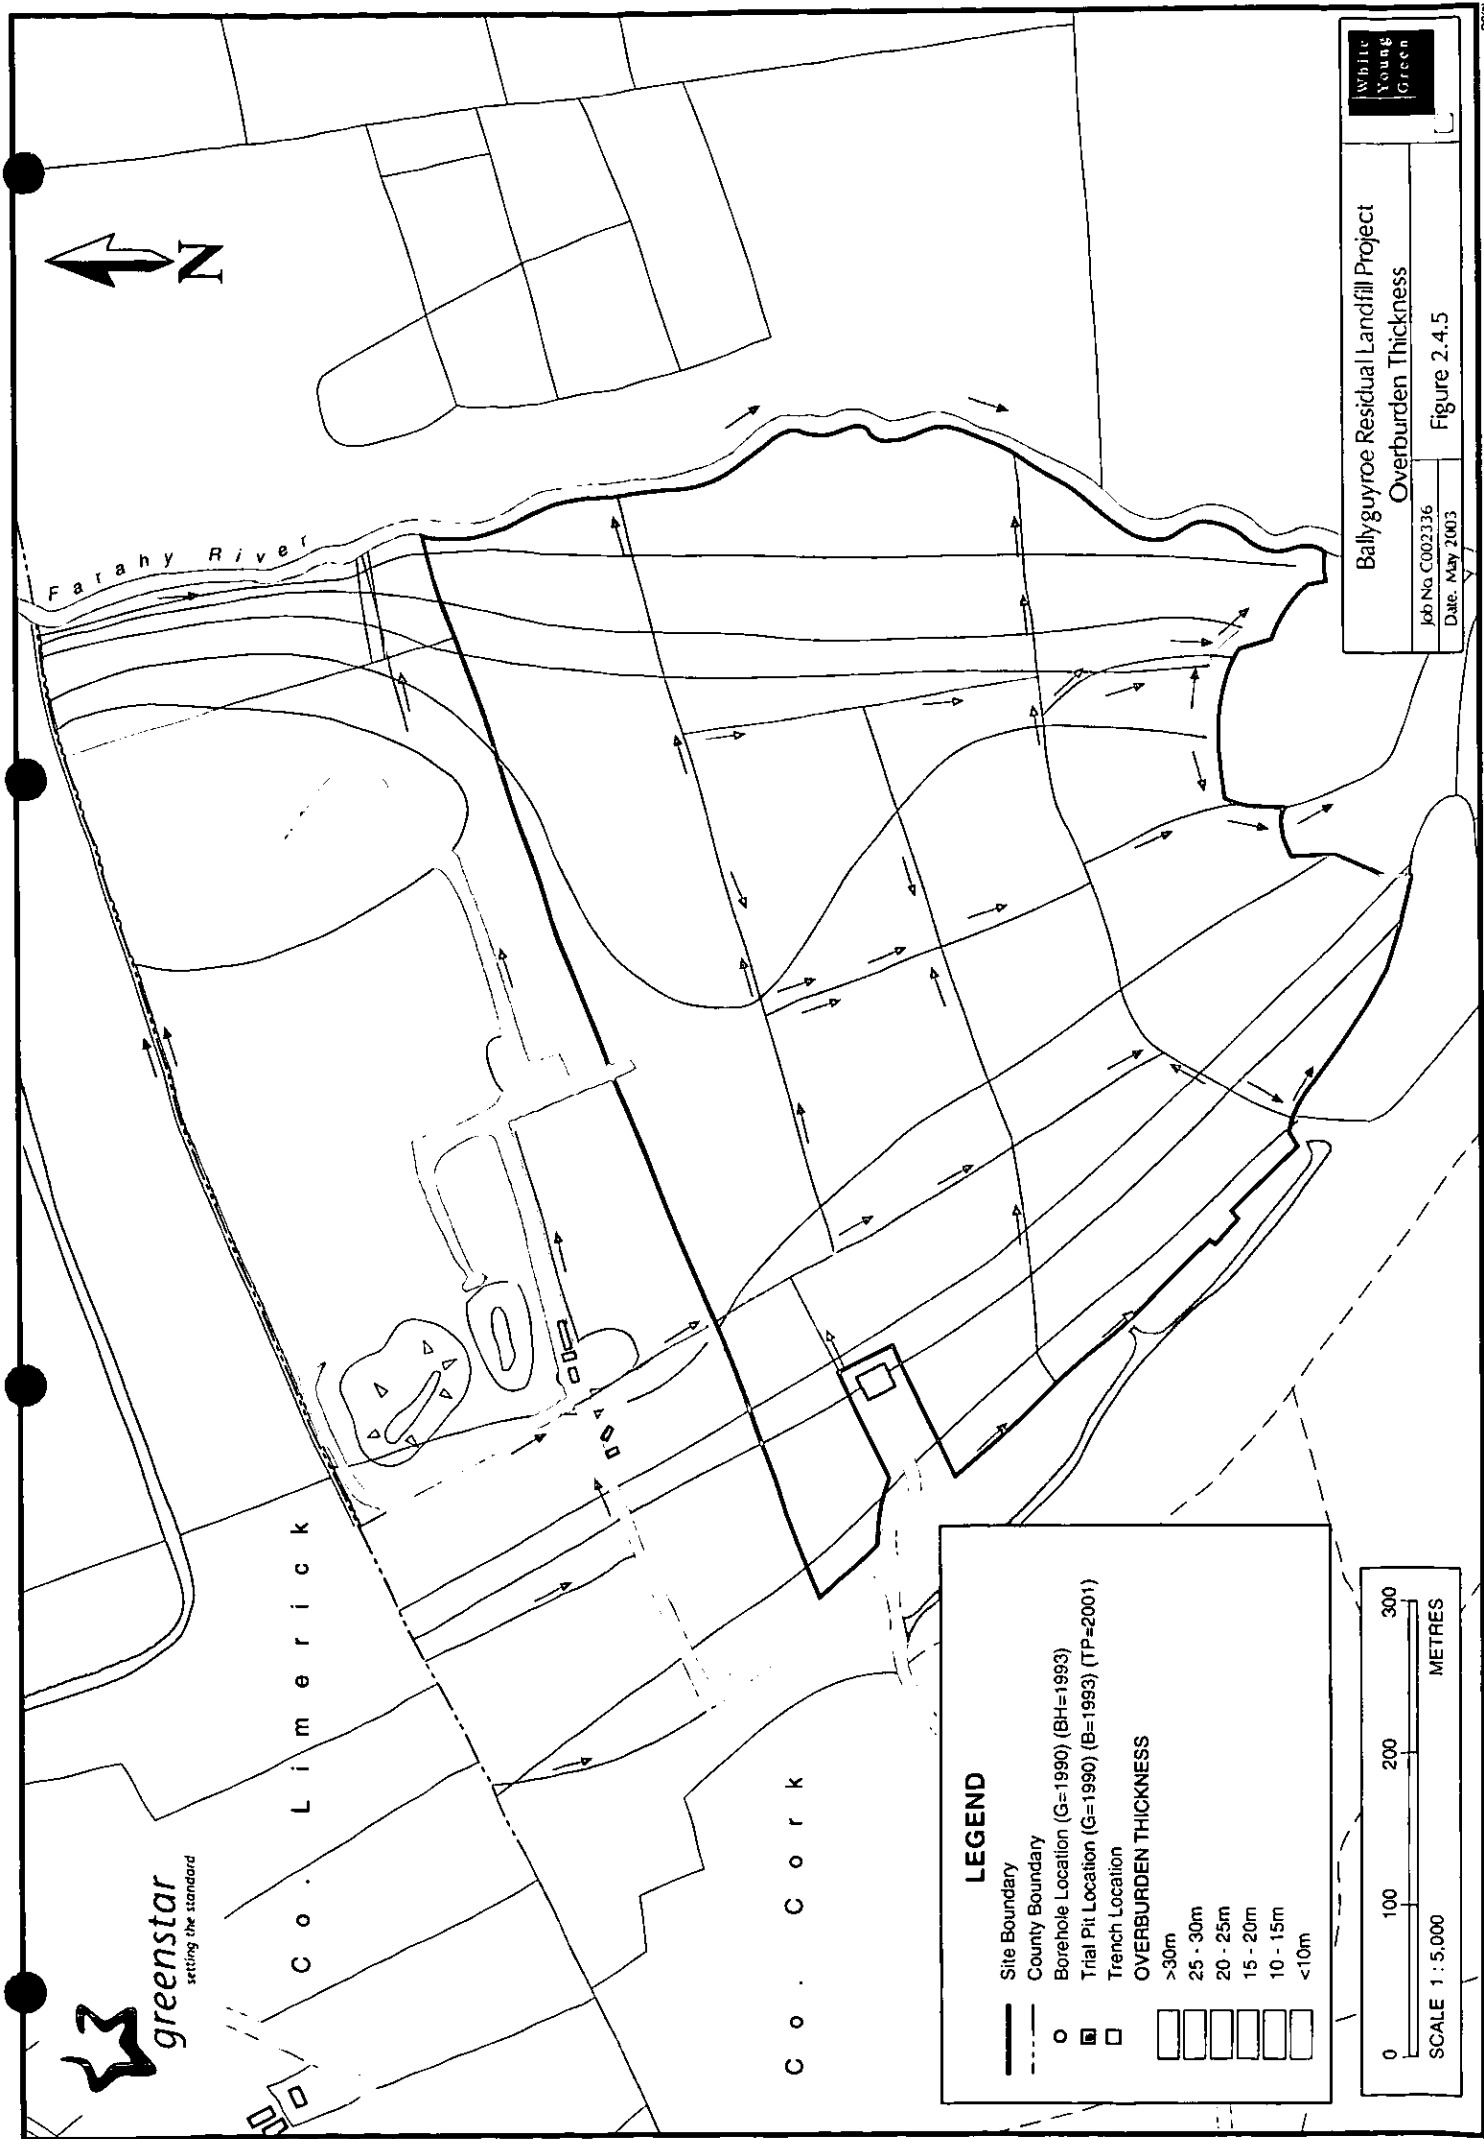 greenstar
setting the standard
Co. Limerick
Co. Cork
Farahy River
N
LEGEND
Site Boundary
County Boundary
Borehole Location (G=1990) (BH=1993)
Trial Pit Location (G=1990) (B=1993) (TP=2001)
Trench Location
OVERBURDEN THICKNESS
>30m
25 - 30m
20 - 25m
15 - 20m
10 - 15m
<10m
0 100 200 300
SCALE 1 : 5,000 METRES
Ballyguyroe Residual Landfill Project
Overburden Thickness
Job No. C002336
Date. May 2003
Figure 2.4.5
White
Young
Green